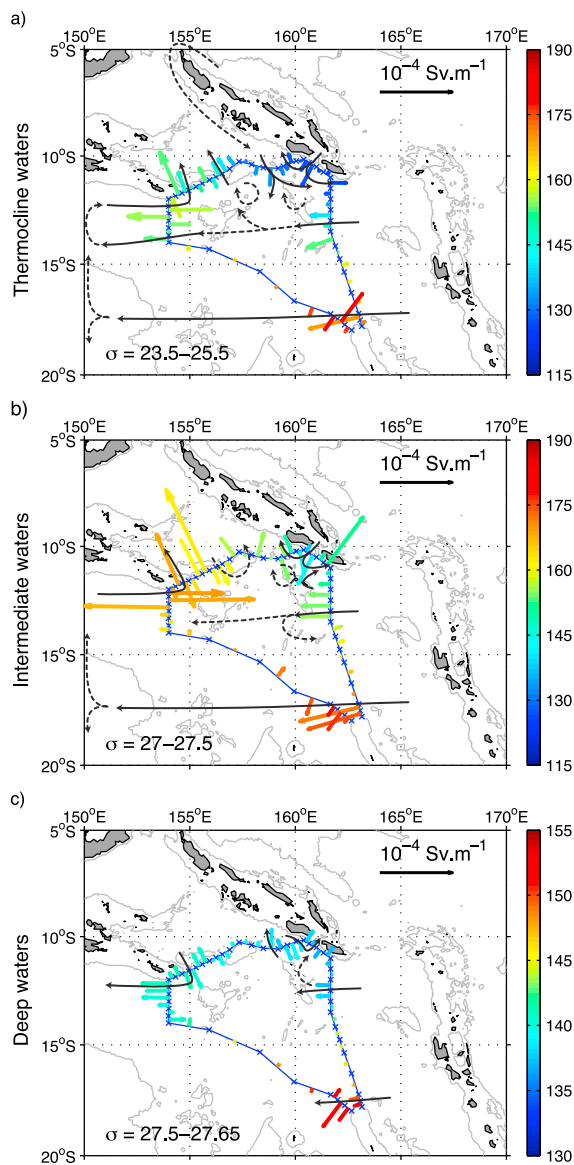 a)
150°E 155°E 160°E 165°E 170°E
5°S
10⁻⁴ Sv.m⁻¹
10°S
15°S
20°S
Thermocline waters
σ = 23.5−25.5
190
175
160
145
130
115
b)
150°E 155°E 160°E 165°E 170°E
5°S
10⁻⁴ Sv.m⁻¹
10°S
15°S
20°S
Intermediate waters
σ = 27−27.5
190
175
160
145
130
115
c)
150°E 155°E 160°E 165°E 170°E
5°S
10⁻⁴ Sv.m⁻¹
10°S
15°S
20°S
Deep waters
σ = 27.5−27.65
155
150
145
140
135
130